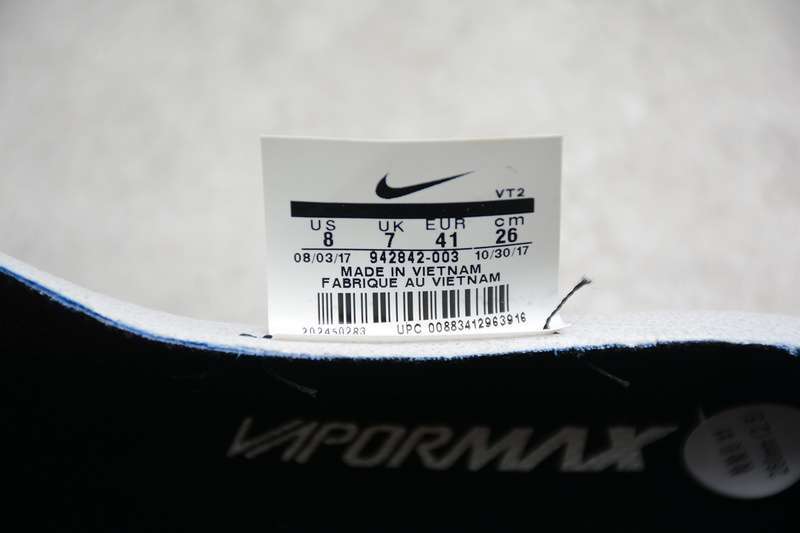 VT2
US UK EUR cm
8 7 41 26
08/03/17 942842-003 10/30/17
MADE IN VIETNAM
FABRIQUE AU VIETNAM
202450283 UPC 00883412963916
VAPORMAX